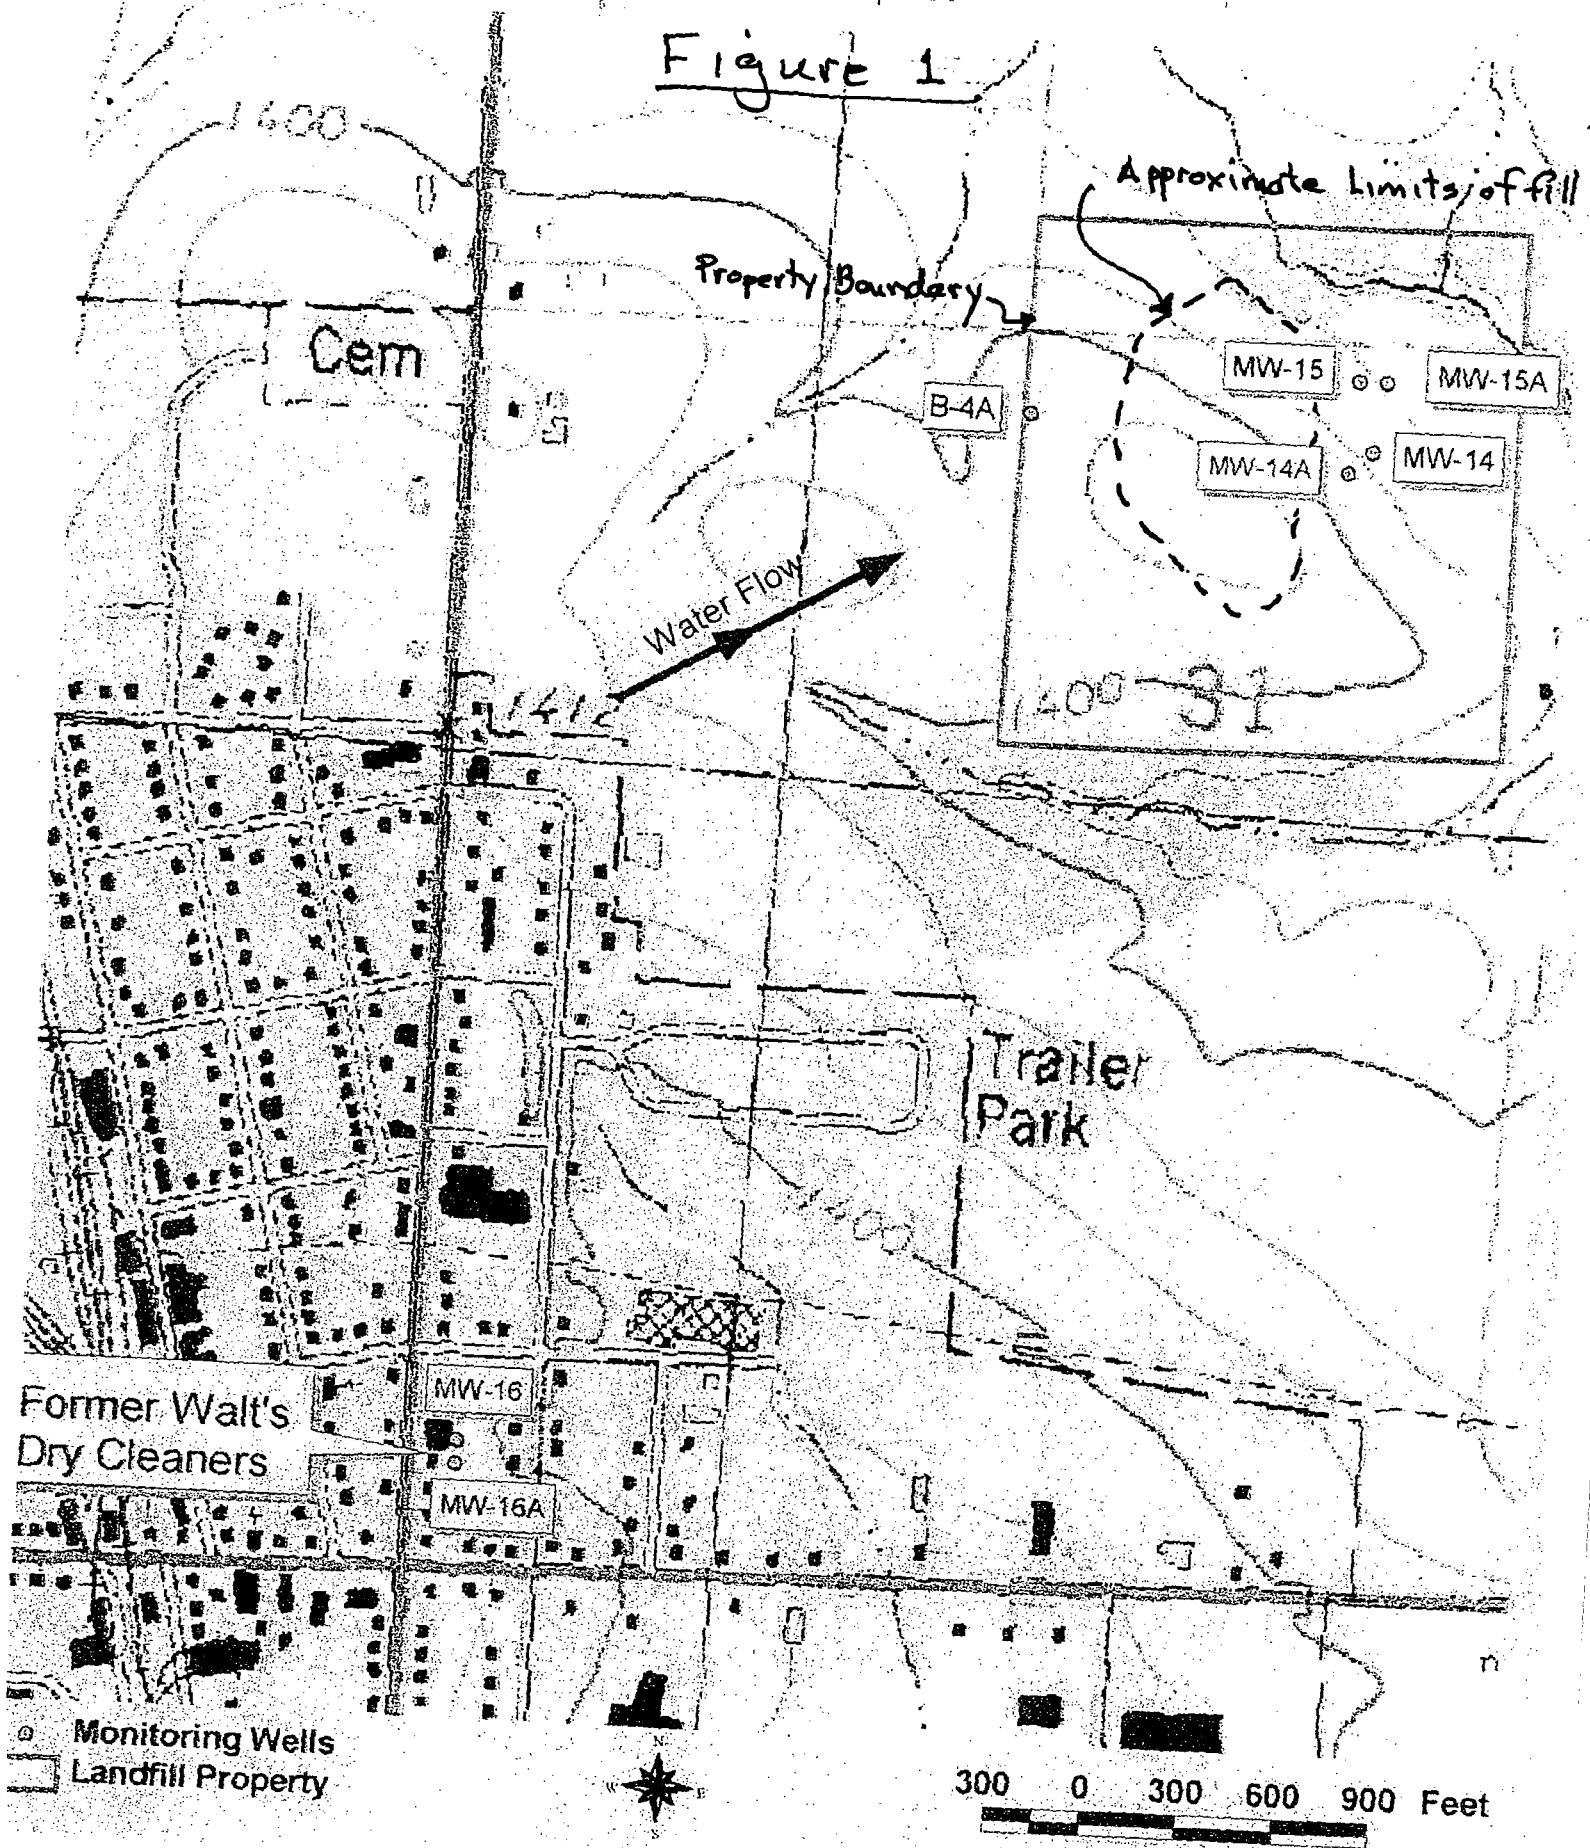 Figure 1
1600
Approximate Limits of fill
Property Boundary
Cem
MW-15
MW-15A
B-4A
MW-14A
MW-14
Water Flow
1400
31
Trailer
Park
1400
MW-16
Former Walt's
Dry Cleaners
MW-16A
Monitoring Wells
Landfill Property
N
W
E
S
300 0 300 600 900 Feet